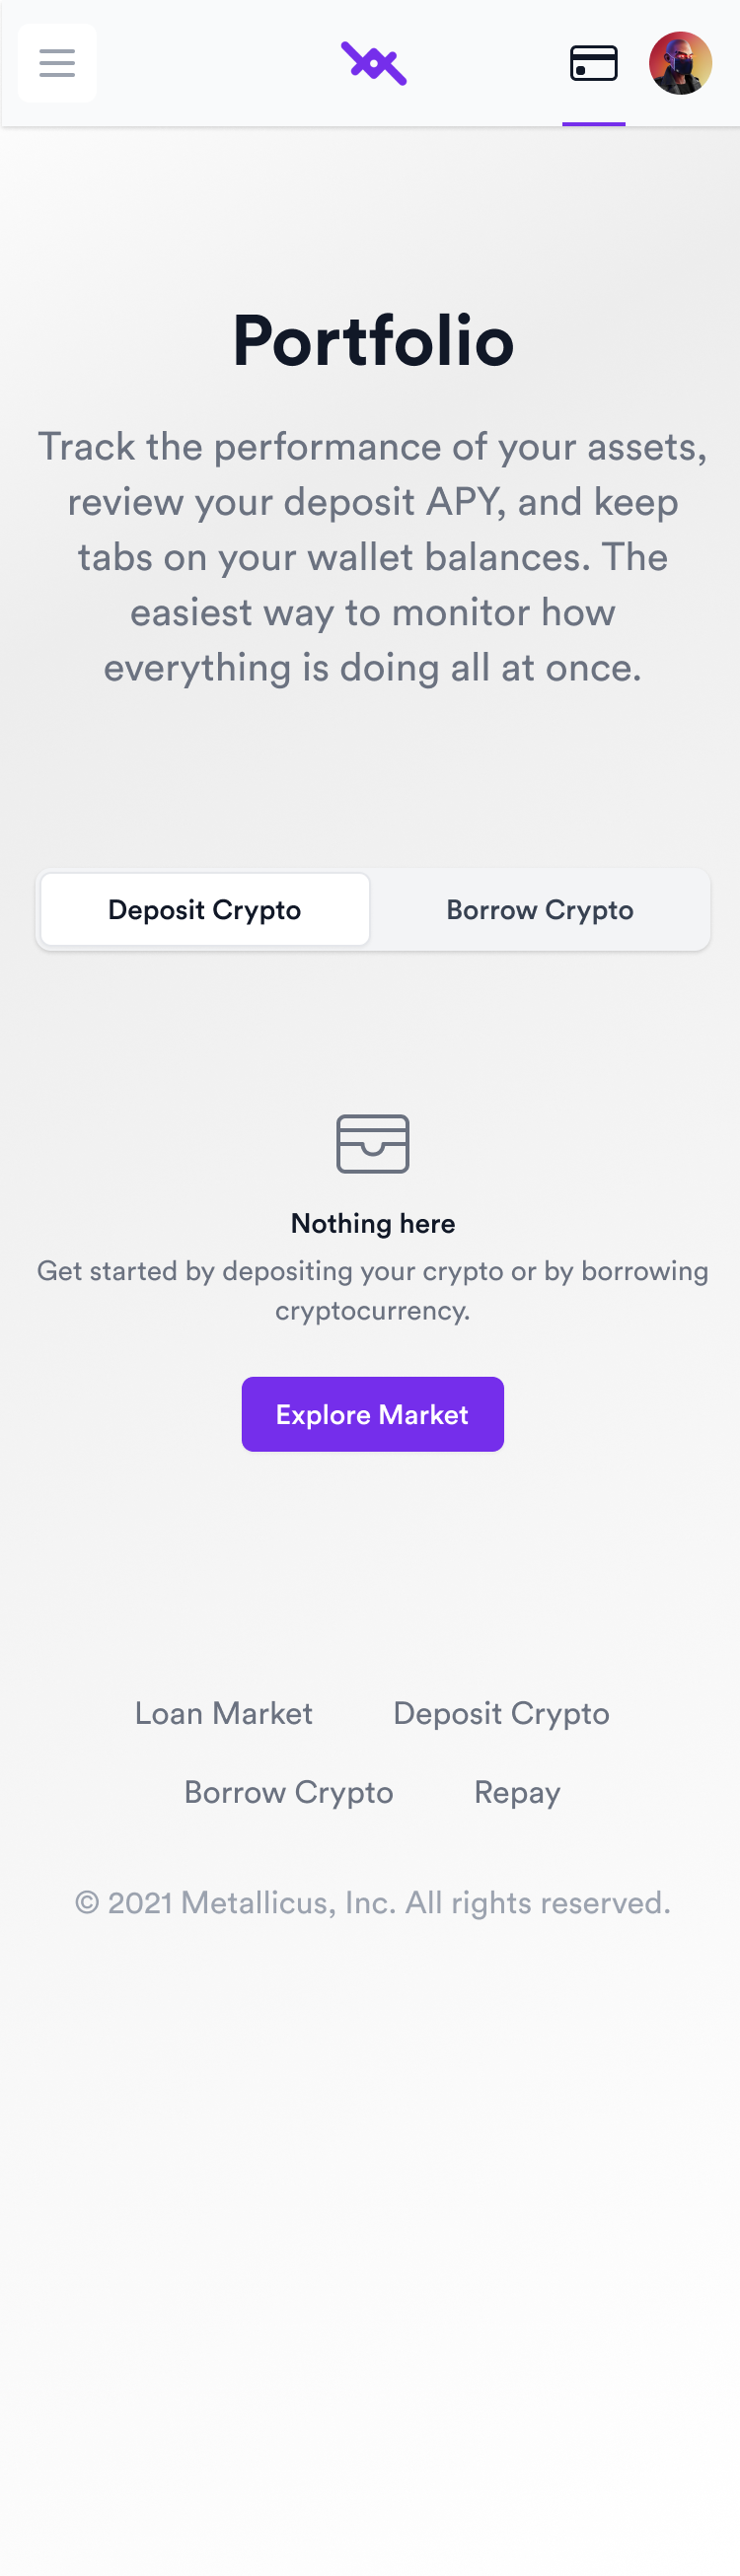 Portfolio
Track the performance of your assets,
review your deposit APY, and keep
tabs on your wallet balances. The
easiest way to monitor how
everything is doing all at once.
Deposit Crypto
Borrow Crypto
Nothing here
Get started by depositing your crypto or by borrowing
cryptocurrency.
Explore Market
Loan Market
Deposit Crypto
Borrow Crypto
Repay
© 2021 Metallicus, Inc. All rights reserved.